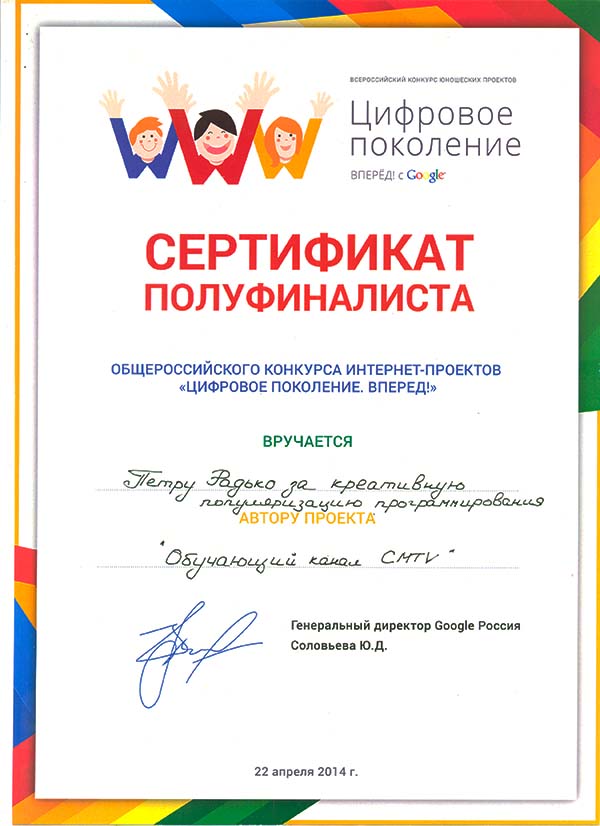 ВСЕРОССИЙСКИЙ КОНКУРС ЮНОШЕСКИХ ПРОЕКТОВ
Цифровое
поколение
ВПЕРЁД! с Google
СЕРТИФИКАТ
ПОЛУФИНАЛИСТА
ОБЩЕРОССИЙСКОГО КОНКУРСА ИНТЕРНЕТ-ПРОЕКТОВ
«ЦИФРОВОЕ ПОКОЛЕНИЕ. ВПЕРЕД!»
ВРУЧАЕТСЯ
Петру Радько за креативную
популяризацию программирования
АВТОРУ ПРОЕКТА
"Обучающий канал CMTV"
Генеральный директор Google Россия
Соловьева Ю.Д.
22 апреля 2014 г.